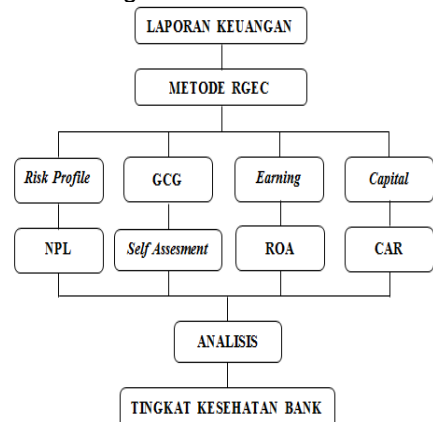 LAPORAN KEUANGAN
METODE RGEC
Risk Profile GCG Earning Capital
NPL Self Assesment ROA CAR
ANALISIS
TINGKAT KESEHATAN BANK